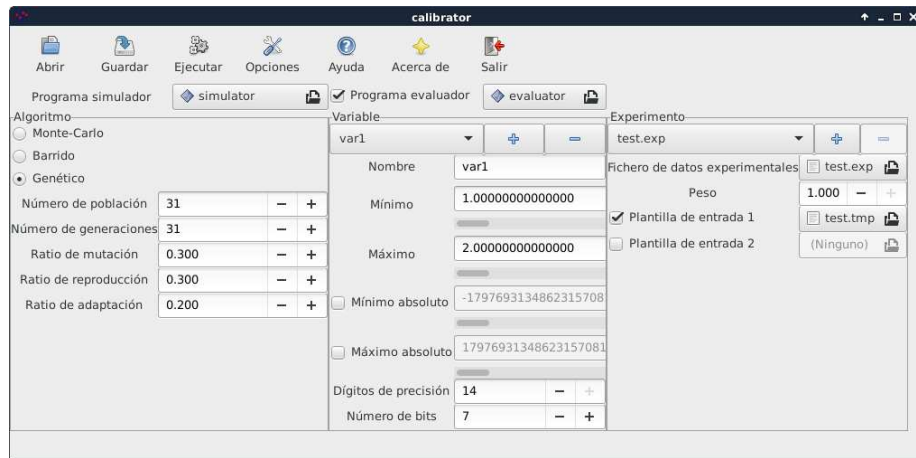 calibrator
Abrir Guardar Ejecutar Opciones Ayuda Acerca de Salir
Programa simulador simulator Programa evaluador evaluator
Algoritmo
Monte-Carlo
Barrido
Genético
Número de población 31 − +
Número de generaciones 31 − +
Ratio de mutación 0.300 − +
Ratio de reproducción 0.300 − +
Ratio de adaptación 0.200 − +
Variable
var1
Nombre var1
Mínimo 1.00000000000000
Máximo 2.00000000000000
Mínimo absoluto -179769313486231570
Máximo absoluto 17976931348623157081
Dígitos de precisión 14 − +
Número de bits 7 − +
Experimento
test.exp
Fichero de datos experimentales test.exp
Peso 1.000 − +
Plantilla de entrada 1 test.tmp
Plantilla de entrada 2 (Ninguno)